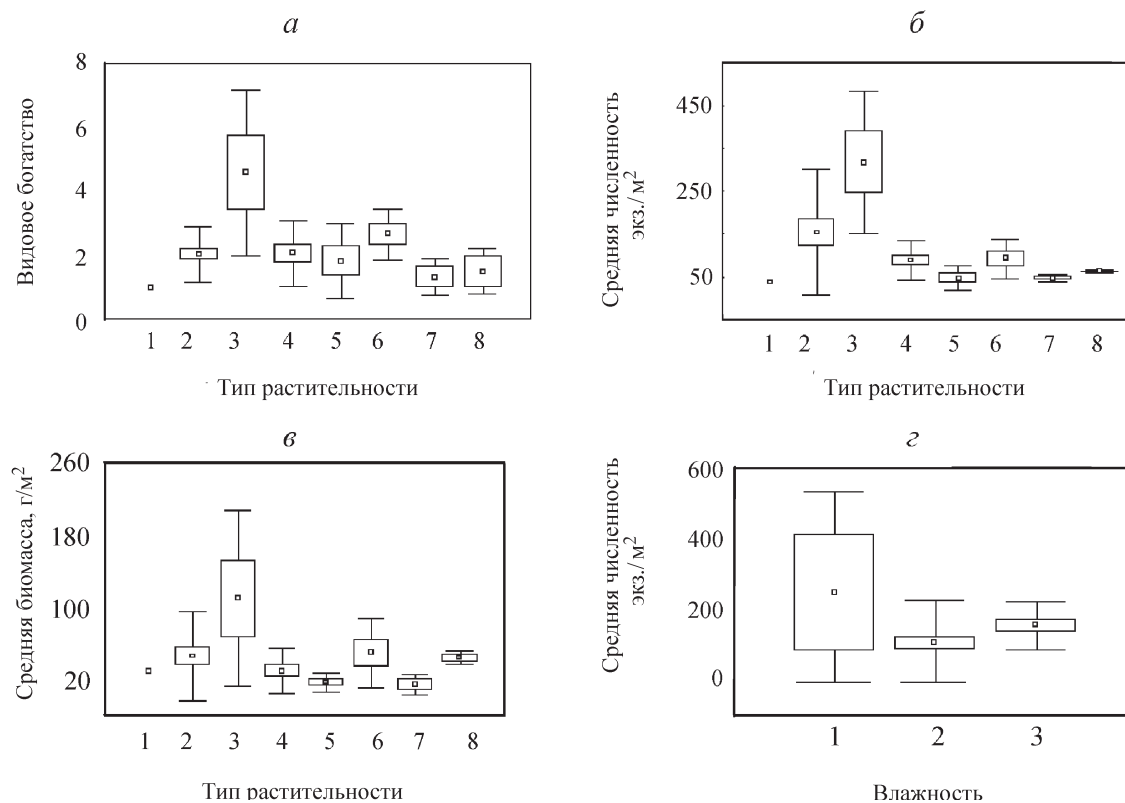 а
Видовое богатство
8
6
4
2
0
1 2 3 4 5 6 7 8
Тип растительности
б
Средняя численность
экз./м²
450
250
50
1 2 3 4 5 6 7 8
Тип растительности
в
Средняя биомасса, г/м²
260
180
100
20
1 2 3 4 5 6 7 8
Тип растительности
г
Средняя численность
экз./м²
600
400
200
0
1 2 3
Влажность